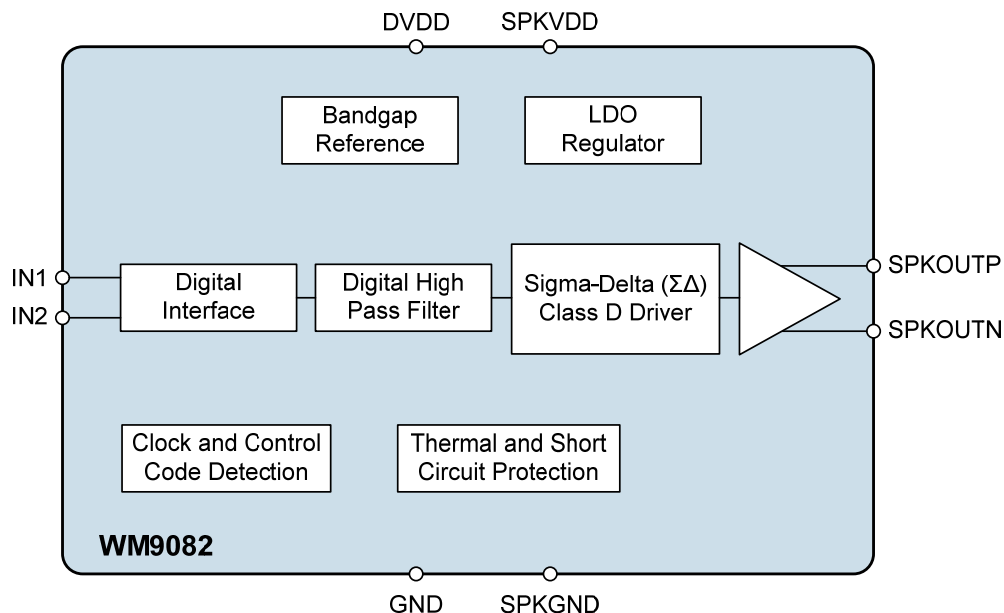 DVDD
SPKVDD
Bandgap
Reference
LDO
Regulator
IN1
IN2
Digital
Interface
Digital High
Pass Filter
Sigma-Delta (ΣΔ)
Class D Driver
SPKOUTP
SPKOUTN
Clock and Control
Code Detection
Thermal and Short
Circuit Protection
WM9082
GND
SPKGND